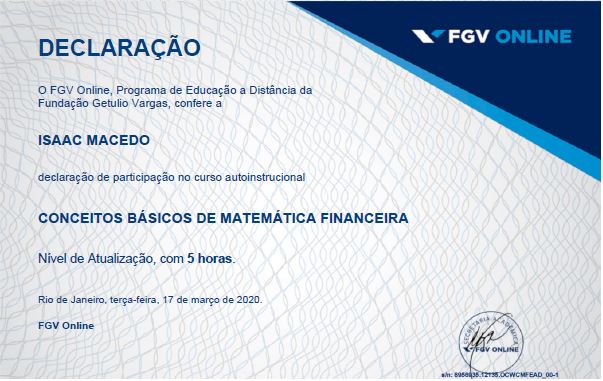 DECLARAÇÃO
FGV ONLINE
O FGV Online, Programa de Educação a Distância da
Fundação Getulio Vargas, confere a
ISAAC MACEDO
declaração de participação no curso autoinstrucional
CONCEITOS BÁSICOS DE MATEMÁTICA FINANCEIRA
Nível de Atualização, com 5 horas.
Rio de Janeiro, terça-feira, 17 de março de 2020.
FGV Online
SECRETARIA ACADÊMICA
FGV ONLINE
s/n: 8956935.12135.OCWCMFEAD_00-1